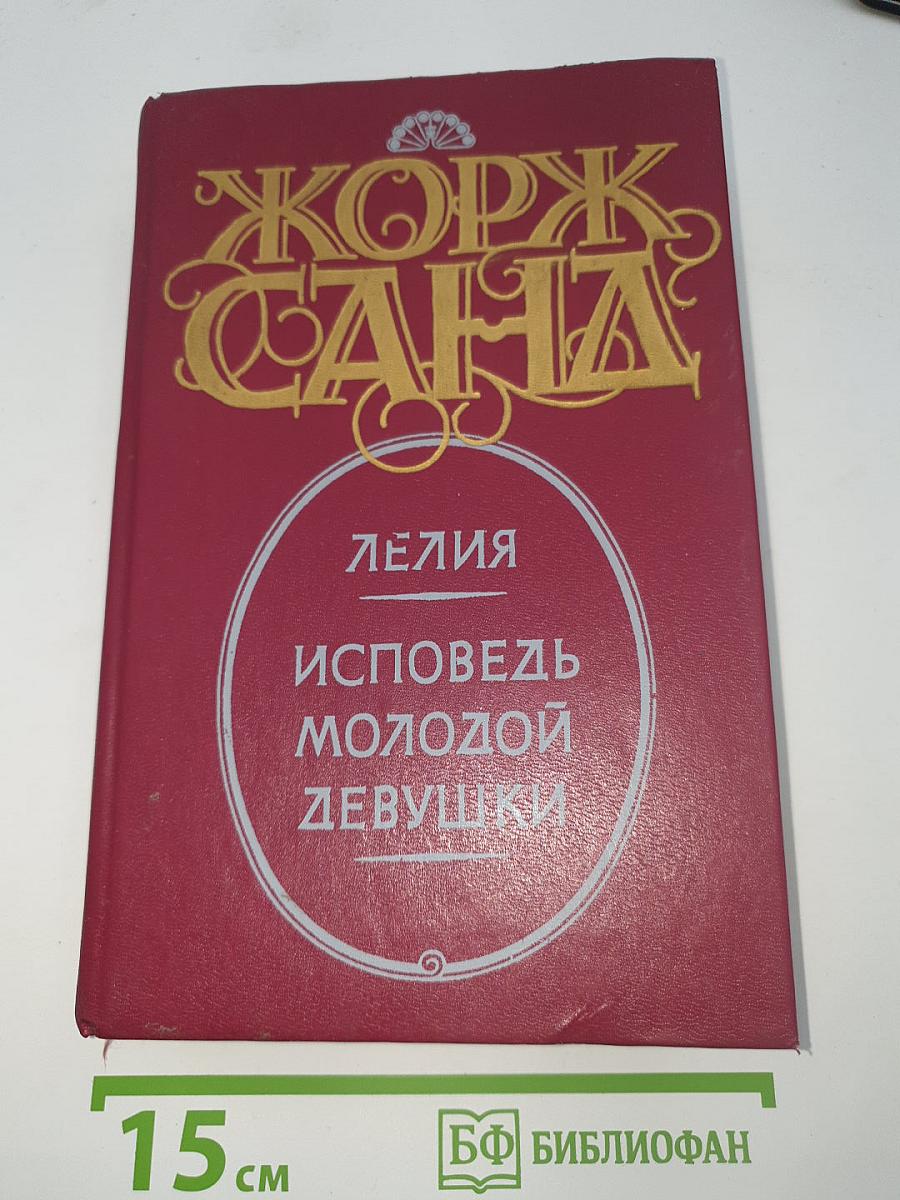 ЖОРЖ
САНД
ЛЕЛИЯ
ИСПОВЕДЬ
МОЛОДОЙ
ДЕВУШКИ
15 см
БФ БИБЛИОФАН